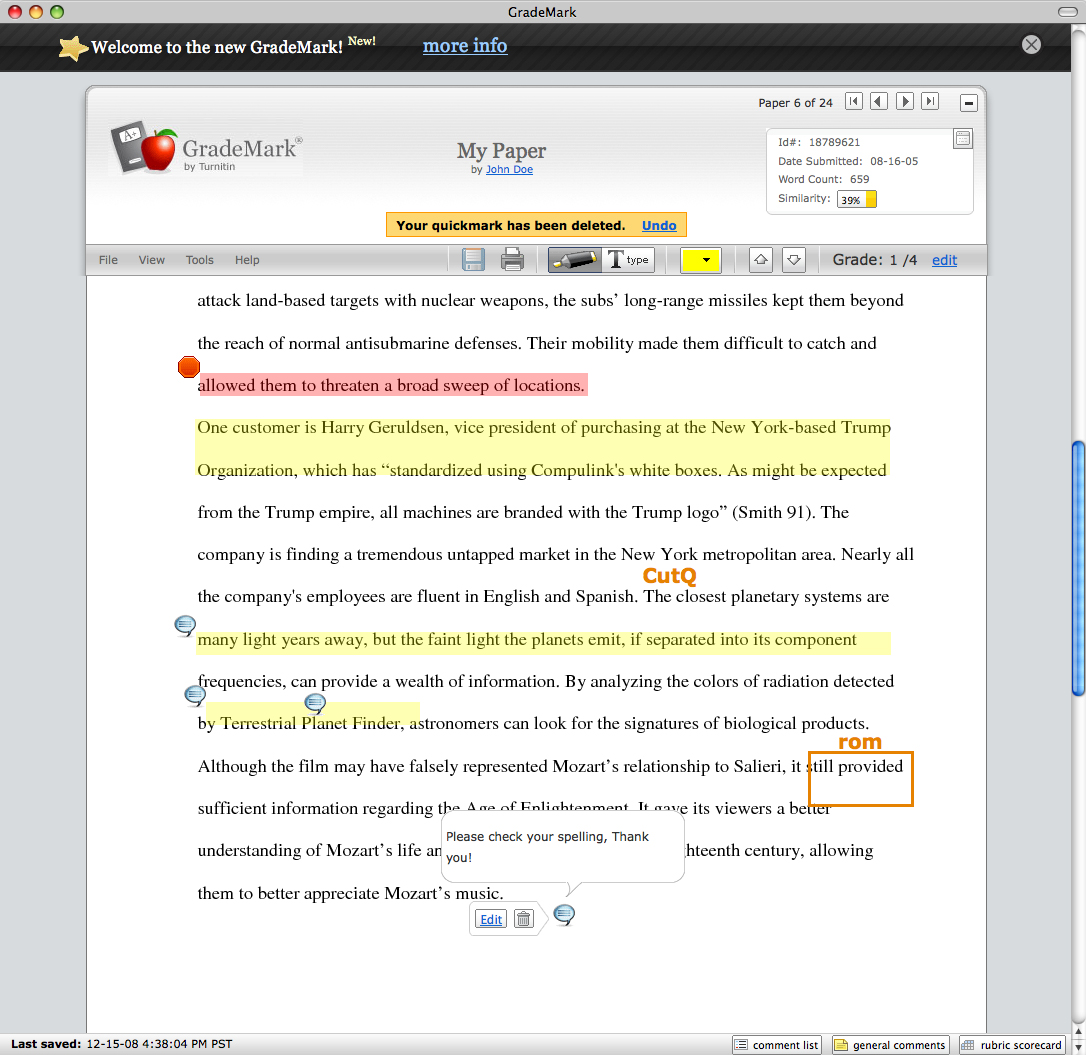 GradeMark
Welcome to the new GradeMark! New! more info
Paper 6 of 24
A+
GradeMark®
by Turnitin
My Paper
by John Doe
Id#: 18789621
Date Submitted: 08-16-05
Word Count: 659
Similarity: 39%
Your quickmark has been deleted. Undo
File View Tools Help T type Grade: 1 /4 edit
attack land-based targets with nuclear weapons, the subs’ long-range missiles kept them beyond
the reach of normal antisubmarine defenses. Their mobility made them difficult to catch and
allowed them to threaten a broad sweep of locations.
One customer is Harry Geruldsen, vice president of purchasing at the New York-based Trump
Organization, which has “standardized using Compulink's white boxes. As might be expected
from the Trump empire, all machines are branded with the Trump logo” (Smith 91). The
company is finding a tremendous untapped market in the New York metropolitan area. Nearly all
CutQ
the company's employees are fluent in English and Spanish. The closest planetary systems are
many light years away, but the faint light the planets emit, if separated into its component
frequencies, can provide a wealth of information. By analyzing the colors of radiation detected
by Terrestrial Planet Finder, astronomers can look for the signatures of biological products.
rom
Although the film may have falsely represented Mozart’s relationship to Salieri, it still provided
sufficient information regarding the Age of Enlightenment. It gave its viewers a better
Please check your spelling, Thank
you!
understanding of Mozart’s life an hteenth century, allowing
them to better appreciate Mozart’s music.
Edit
Last saved: 12-15-08 4:38:04 PM PST comment list general comments rubric scorecard